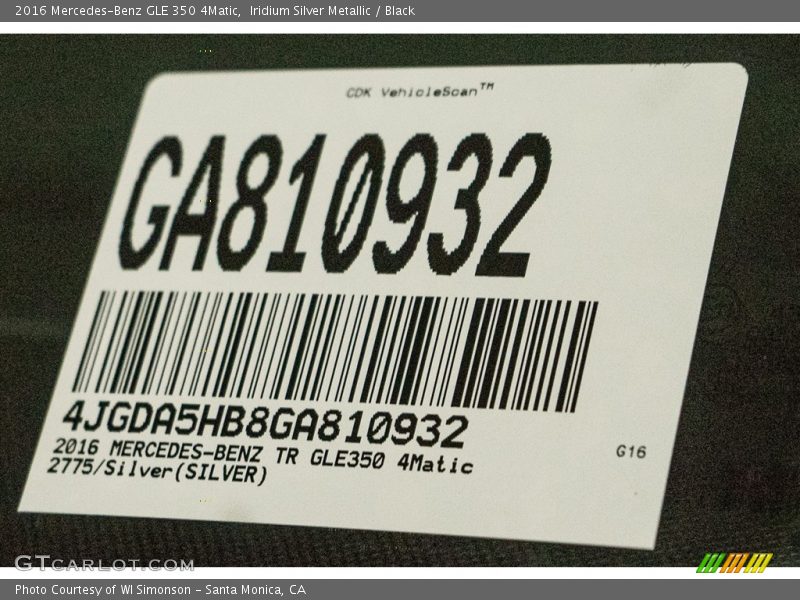 2016 Mercedes-Benz GLE 350 4Matic,  Iridium Silver Metallic / Black
CDK VehicleScan™
GA810932
4JGDA5HB8GA810932
2016 MERCEDES-BENZ TR GLE350 4Matic
2775/Silver(SILVER)
G16
GTCARLOT.COM
Photo Courtesy of WI Simonson - Santa Monica, CA